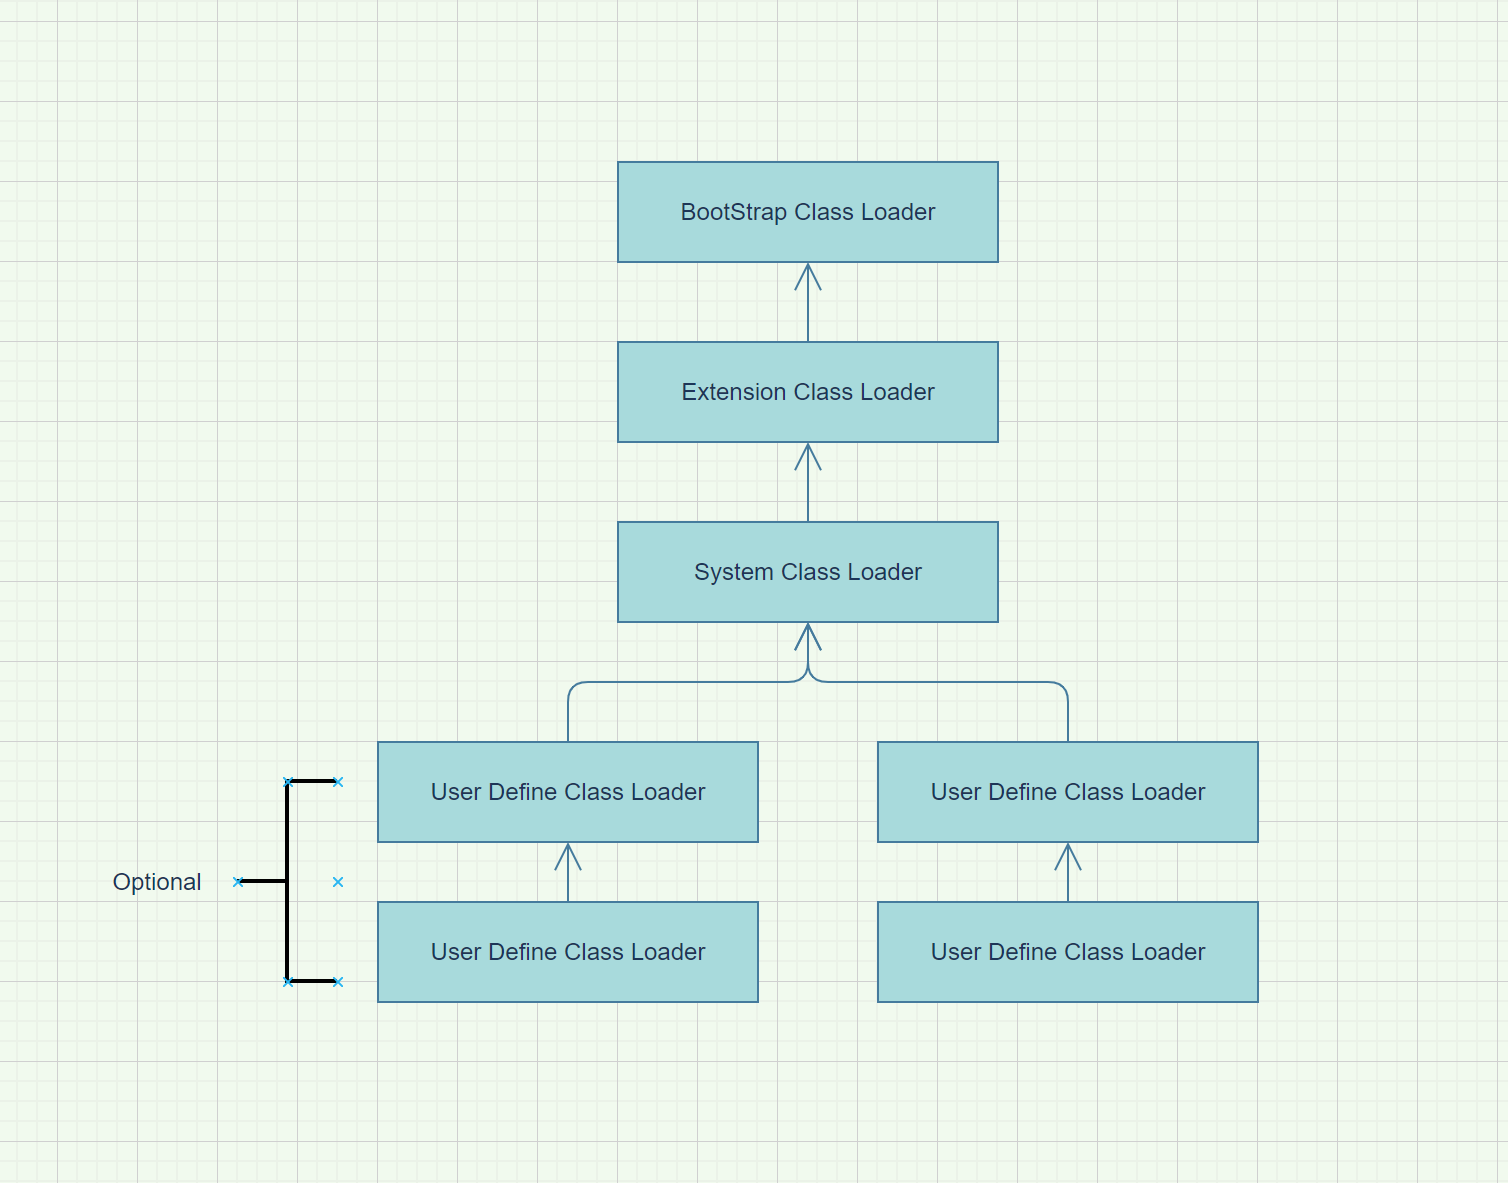 BootStrap Class Loader
Extension Class Loader
System Class Loader
User Define Class Loader
User Define Class Loader
Optional
User Define Class Loader
User Define Class Loader